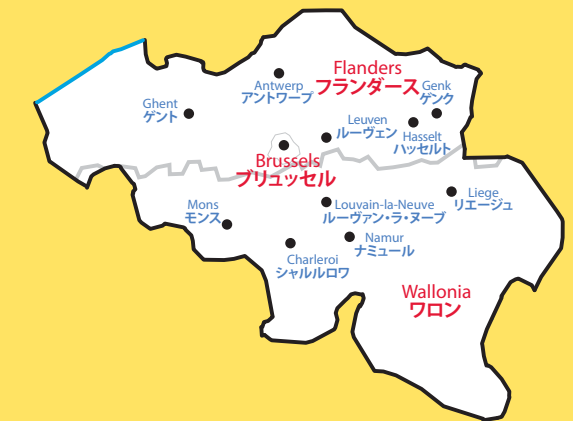 Flanders
フランダース
Antwerp
アントワープ
Genk
ゲンク
Ghent
ゲント
Leuven
ルーヴェン
Hasselt
ハッセルト
Brussels
ブリュッセル
Mons
モンス
Louvain-la-Neuve
ルーヴァン・ラ・ヌーブ
Liege
リエージュ
Namur
ナミュール
Charleroi
シャルルロワ
Wallonia
ワロン